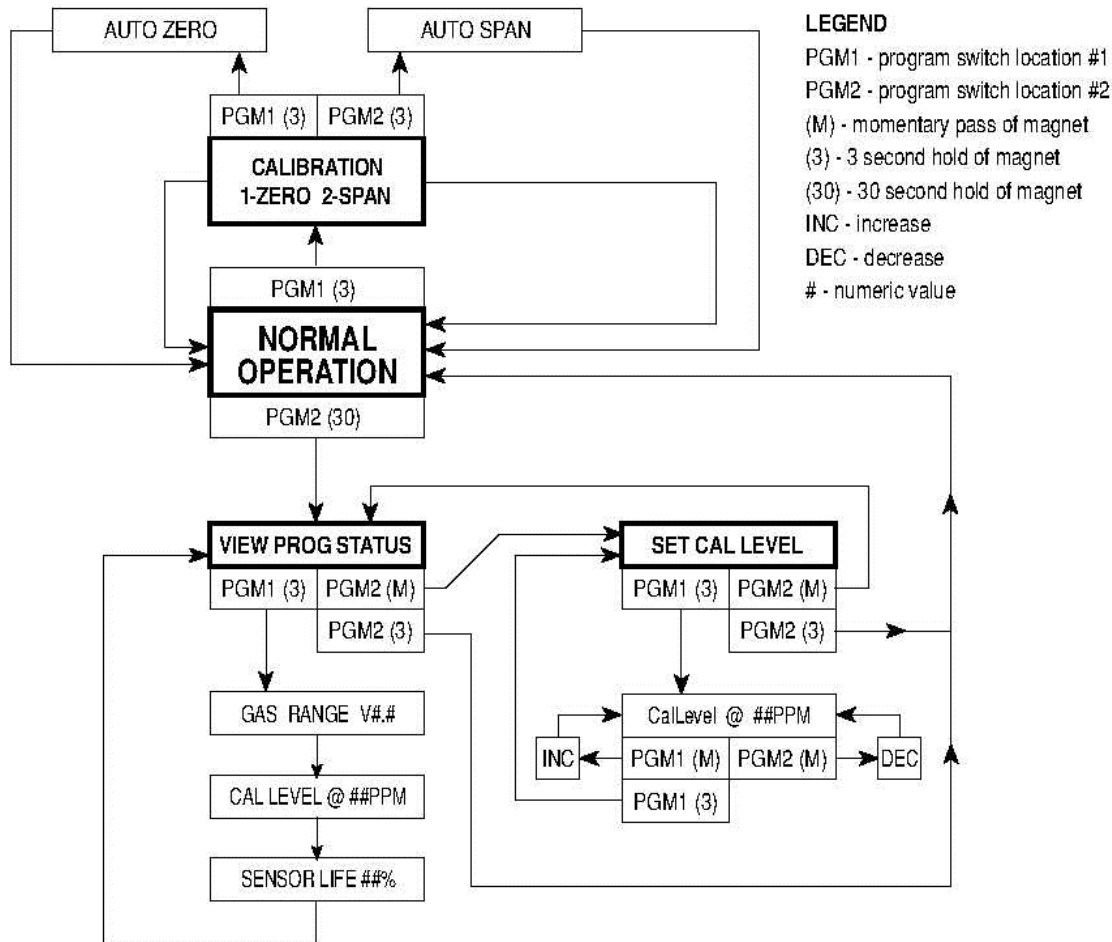 AUTO ZERO
AUTO SPAN
LEGEND
PGM1 - program switch location #1
PGM2 - program switch location #2
(M) - momentary pass of magnet
(3) - 3 second hold of magnet
(30) - 30 second hold of magnet
INC - increase
DEC - decrease
# - numeric value
PGM1 (3)
PGM2 (3)
CALIBRATION
1-ZERO 2-SPAN
PGM1 (3)
NORMAL
OPERATION
PGM2 (30)
VIEW PROG STATUS
PGM1 (3)
PGM2 (M)
PGM2 (3)
SET CAL LEVEL
PGM1 (3)
PGM2 (M)
PGM2 (3)
GAS RANGE V#.#
CAL LEVEL @ ##PPM
SENSOR LIFE ##%
CalLevel @ ##PPM
INC
PGM1 (M)
PGM2 (M)
DEC
PGM1 (3)